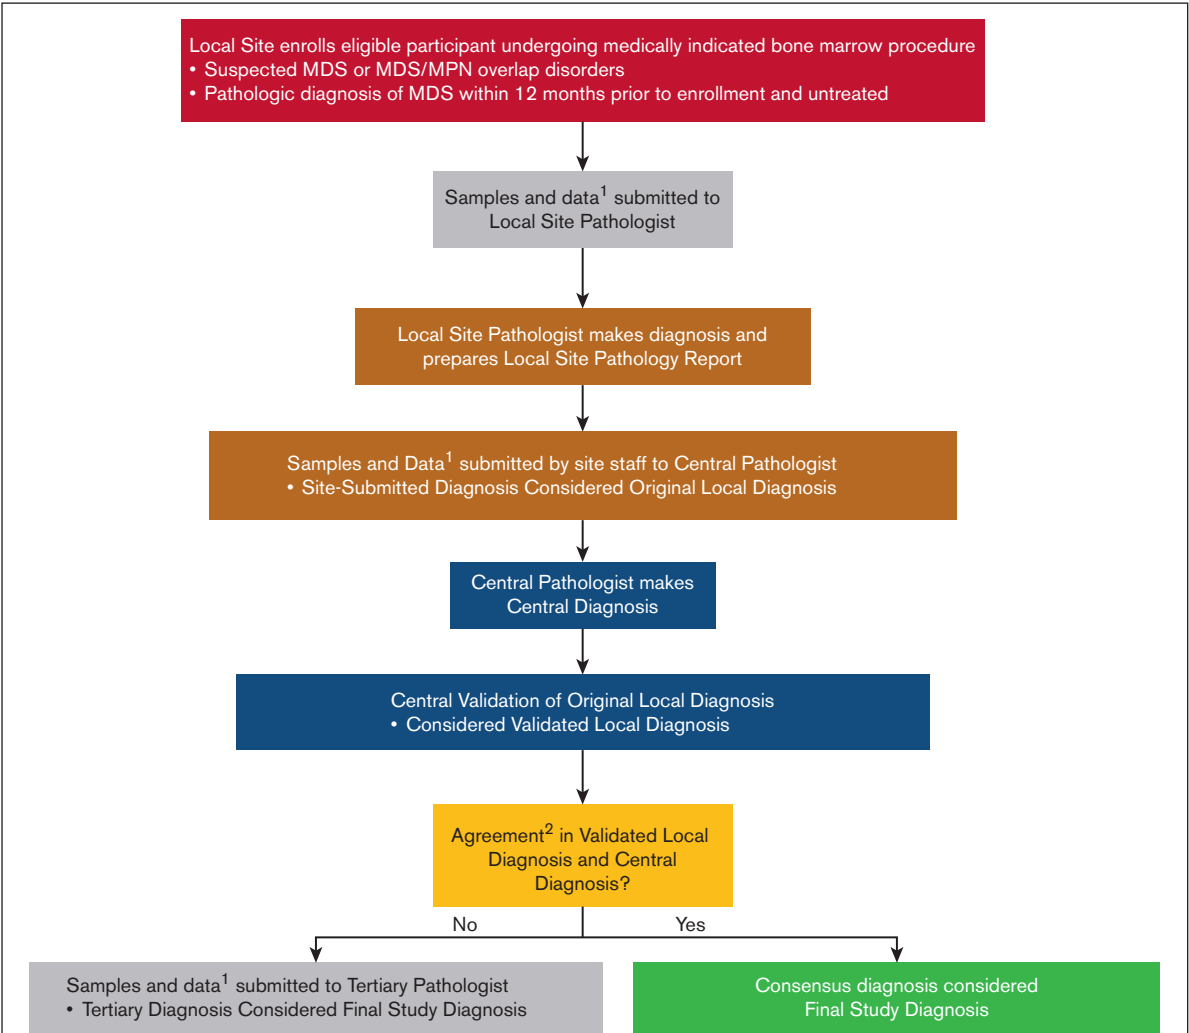 Local Site enrolls eligible participant undergoing medically indicated bone marrow procedure
• Suspected MDS or MDS/MPN overlap disorders
• Pathologic diagnosis of MDS within 12 months prior to enrollment and untreated
Samples and data¹ submitted to
Local Site Pathologist
Local Site Pathologist makes diagnosis and
prepares Local Site Pathology Report
Samples and Data¹ submitted by site staff to Central Pathologist
• Site-Submitted Diagnosis Considered Original Local Diagnosis
Central Pathologist makes
Central Diagnosis
Central Validation of Original Local Diagnosis
• Considered Validated Local Diagnosis
Agreement² in Validated Local
Diagnosis and Central
Diagnosis?
No
Yes
Samples and data¹ submitted to Tertiary Pathologist
• Tertiary Diagnosis Considered Final Study Diagnosis
Consensus diagnosis considered
Final Study Diagnosis